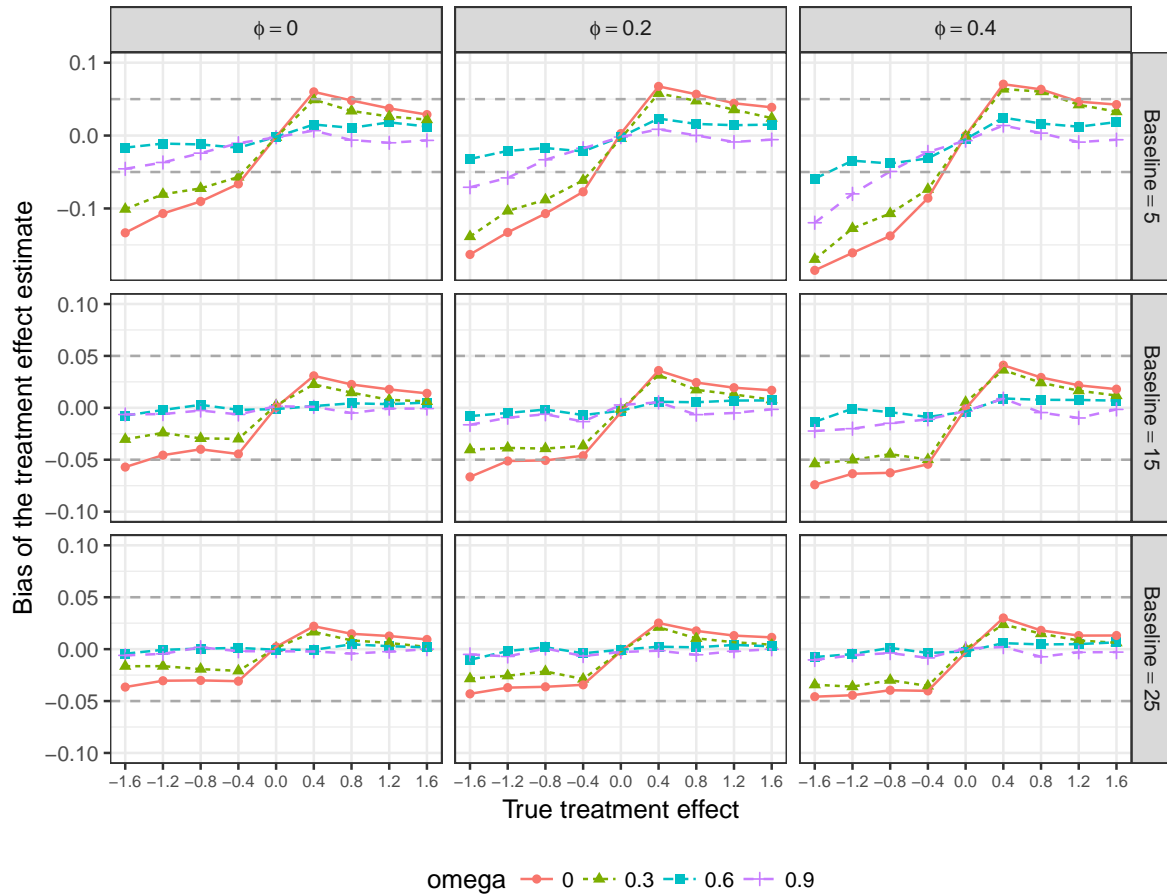 ϕ = 0
ϕ = 0.2
ϕ = 0.4
Bias of the treatment effect estimate
0.1
0.0
−0.1
Baseline = 5
0.10
0.05
0.00
−0.05
−0.10
Baseline = 15
0.10
0.05
0.00
−0.05
−0.10
Baseline = 25
−1.6 −1.2 −0.8 −0.4 0.0 0.4 0.8 1.2 1.6
−1.6 −1.2 −0.8 −0.4 0.0 0.4 0.8 1.2 1.6
−1.6 −1.2 −0.8 −0.4 0.0 0.4 0.8 1.2 1.6
True treatment effect
omega 0 0.3 0.6 0.9